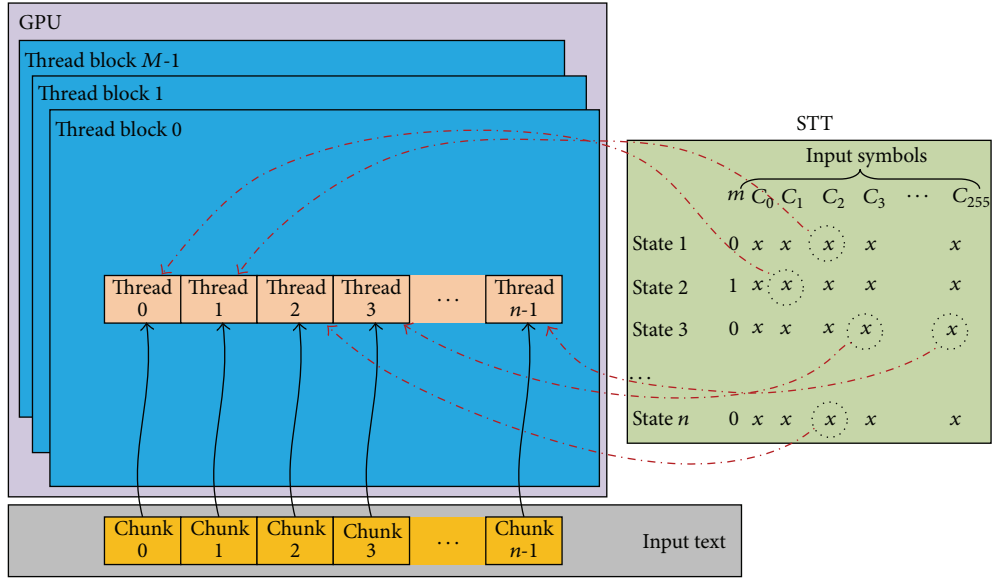 GPU
Thread block M-1
Thread block 1
Thread block 0
Thread 0
Thread 1
Thread 2
Thread 3
...
Thread n-1
STT
Input symbols
m C0 C1 C2 C3 ... C255
State 1 0 x x x x x
State 2 1 x x x x x
State 3 0 x x x x x
...
State n 0 x x x x x
Chunk 0
Chunk 1
Chunk 2
Chunk 3
...
Chunk n-1
Input text